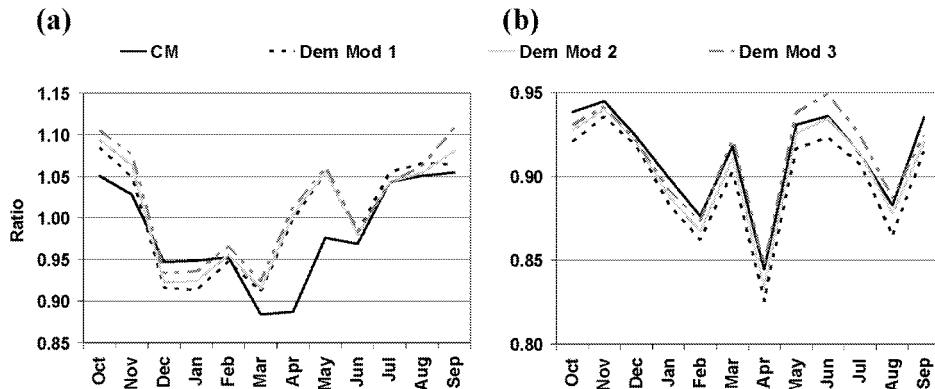 (a) (b)
CM Dem Mod 1 Dem Mod 2 Dem Mod 3
1.15
1.10
1.05
1.00
0.95
0.90
0.85
Ratio
Oct Nov Dec Jan Feb Mar Apr May Jun Jul Aug Sep
0.95
0.90
0.85
0.80
Oct Nov Dec Jan Feb Mar Apr May Jun Jul Aug Sep